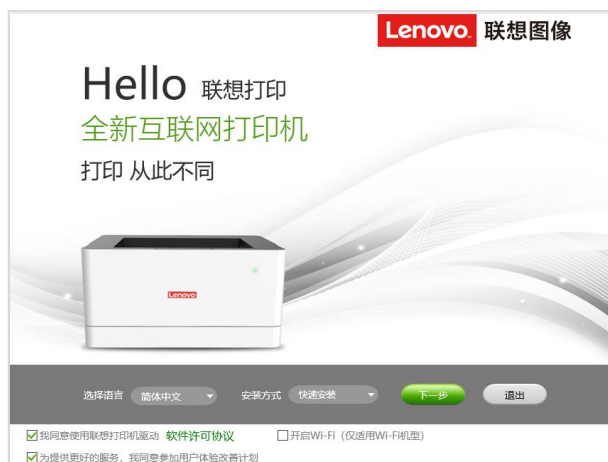 Lenovo 联想图像
Hello 联想打印
全新互联网打印机
打印 从此不同
Lenovo
选择语言 简体中文 安装方式 快速安装 下一步 退出
我同意使用联想打印机驱动 软件许可协议 开启Wi-Fi（仅适用Wi-Fi机型）
为提供更好的服务，我同意参加用户体验改善计划